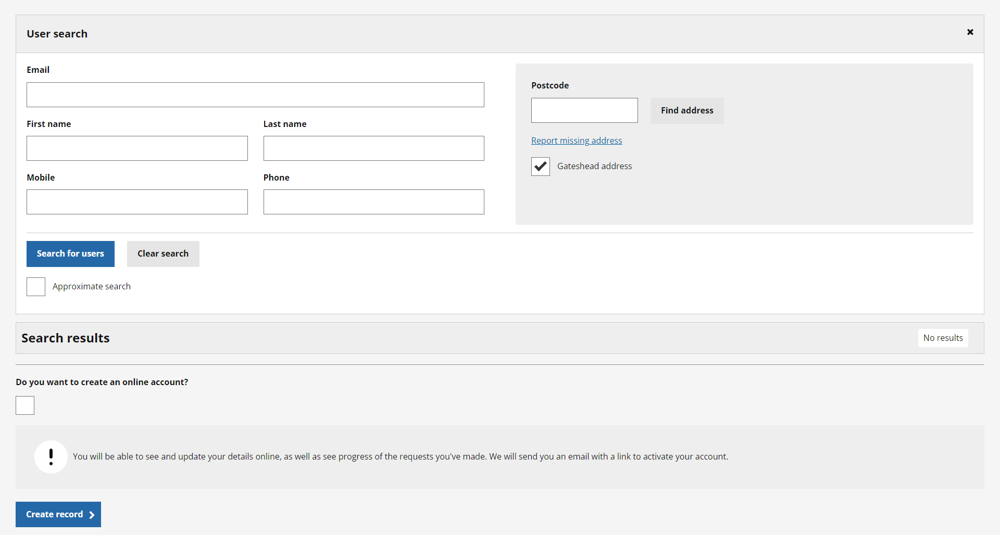 User search
Email
First name
Last name
Mobile
Phone
Postcode
Find address
Report missing address
Gateshead address
Search for users
Clear search
Approximate search
Search results
No results
Do you want to create an online account?
You will be able to see and update your details online, as well as see progress of the requests you've made. We will send you an email with a link to activate your account.
Create record